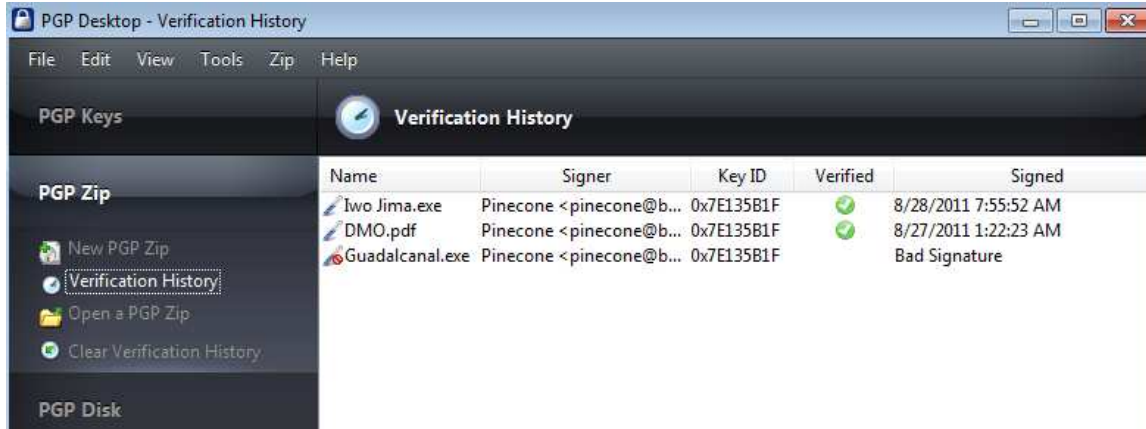 PGP Desktop - Verification History
File Edit View Tools Zip Help
PGP Keys
Verification History
PGP Zip
New PGP Zip
Verification History
Open a PGP Zip
Clear Verification History
PGP Disk
Name Signer Key ID Verified Signed
Iwo Jima.exe Pinecone <pinecone@b... 0x7E135B1F 8/28/2011 7:55:52 AM
DMO.pdf Pinecone <pinecone@b... 0x7E135B1F 8/27/2011 1:22:23 AM
Guadalcanal.exe Pinecone <pinecone@b... 0x7E135B1F Bad Signature